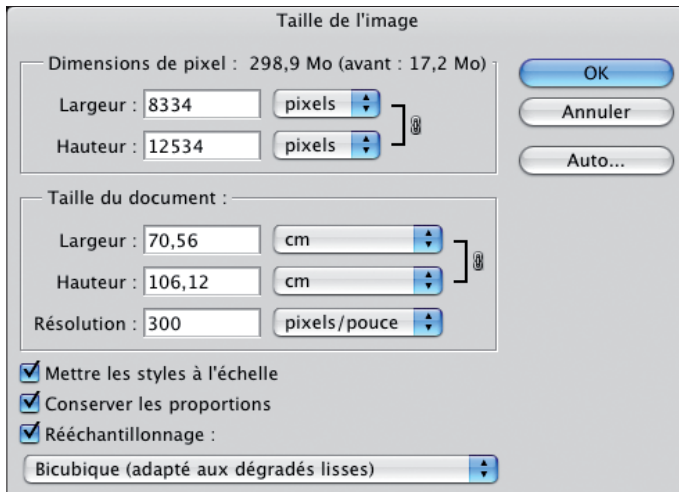 Taille de l'image
Dimensions de pixel : 298,9 Mo (avant : 17,2 Mo)
Largeur : 8334 pixels
Hauteur : 12534 pixels
OK
Annuler
Auto...
Taille du document :
Largeur : 70,56 cm
Hauteur : 106,12 cm
Résolution : 300 pixels/pouce
Mettre les styles à l'échelle
Conserver les proportions
Rééchantillonnage :
Bicubique (adapté aux dégradés lisses)